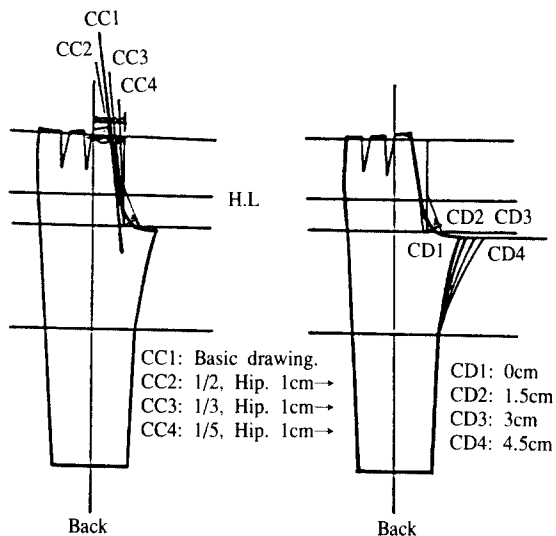 CC1
CC2
CC3
CC4
H.L
CD2
CD3
CD1
CD4
CC1: Basic drawing.
CC2: 1/2, Hip. 1cm→
CC3: 1/3, Hip. 1cm→
CC4: 1/5, Hip. 1cm→
CD1: 0cm
CD2: 1.5cm
CD3: 3cm
CD4: 4.5cm
Back
Back